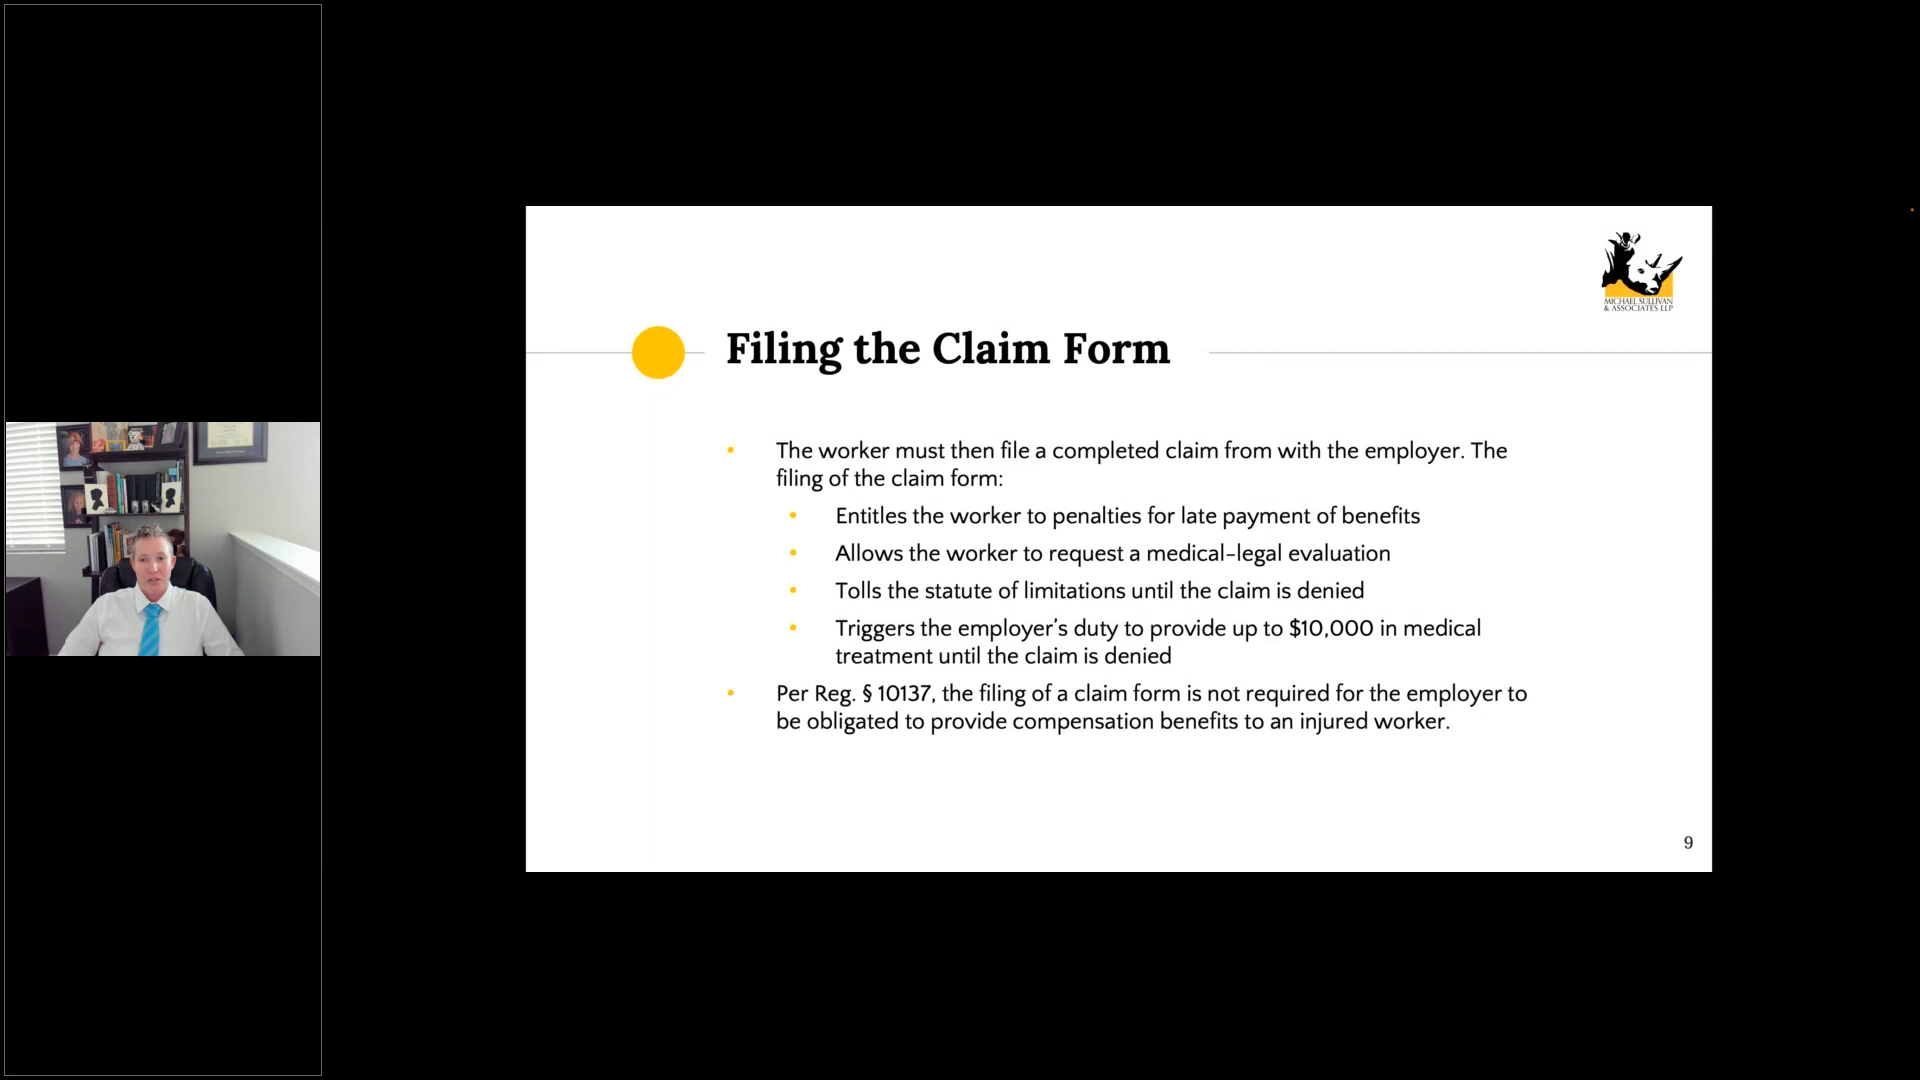 MICHAEL SULLIVAN
& ASSOCIATES LLP
Filing the Claim Form
• The worker must then file a completed claim from with the employer. The
filing of the claim form:
• Entitles the worker to penalties for late payment of benefits
• Allows the worker to request a medical-legal evaluation
• Tolls the statute of limitations until the claim is denied
• Triggers the employer’s duty to provide up to $10,000 in medical
treatment until the claim is denied
• Per Reg. § 10137, the filing of a claim form is not required for the employer to
be obligated to provide compensation benefits to an injured worker.
9